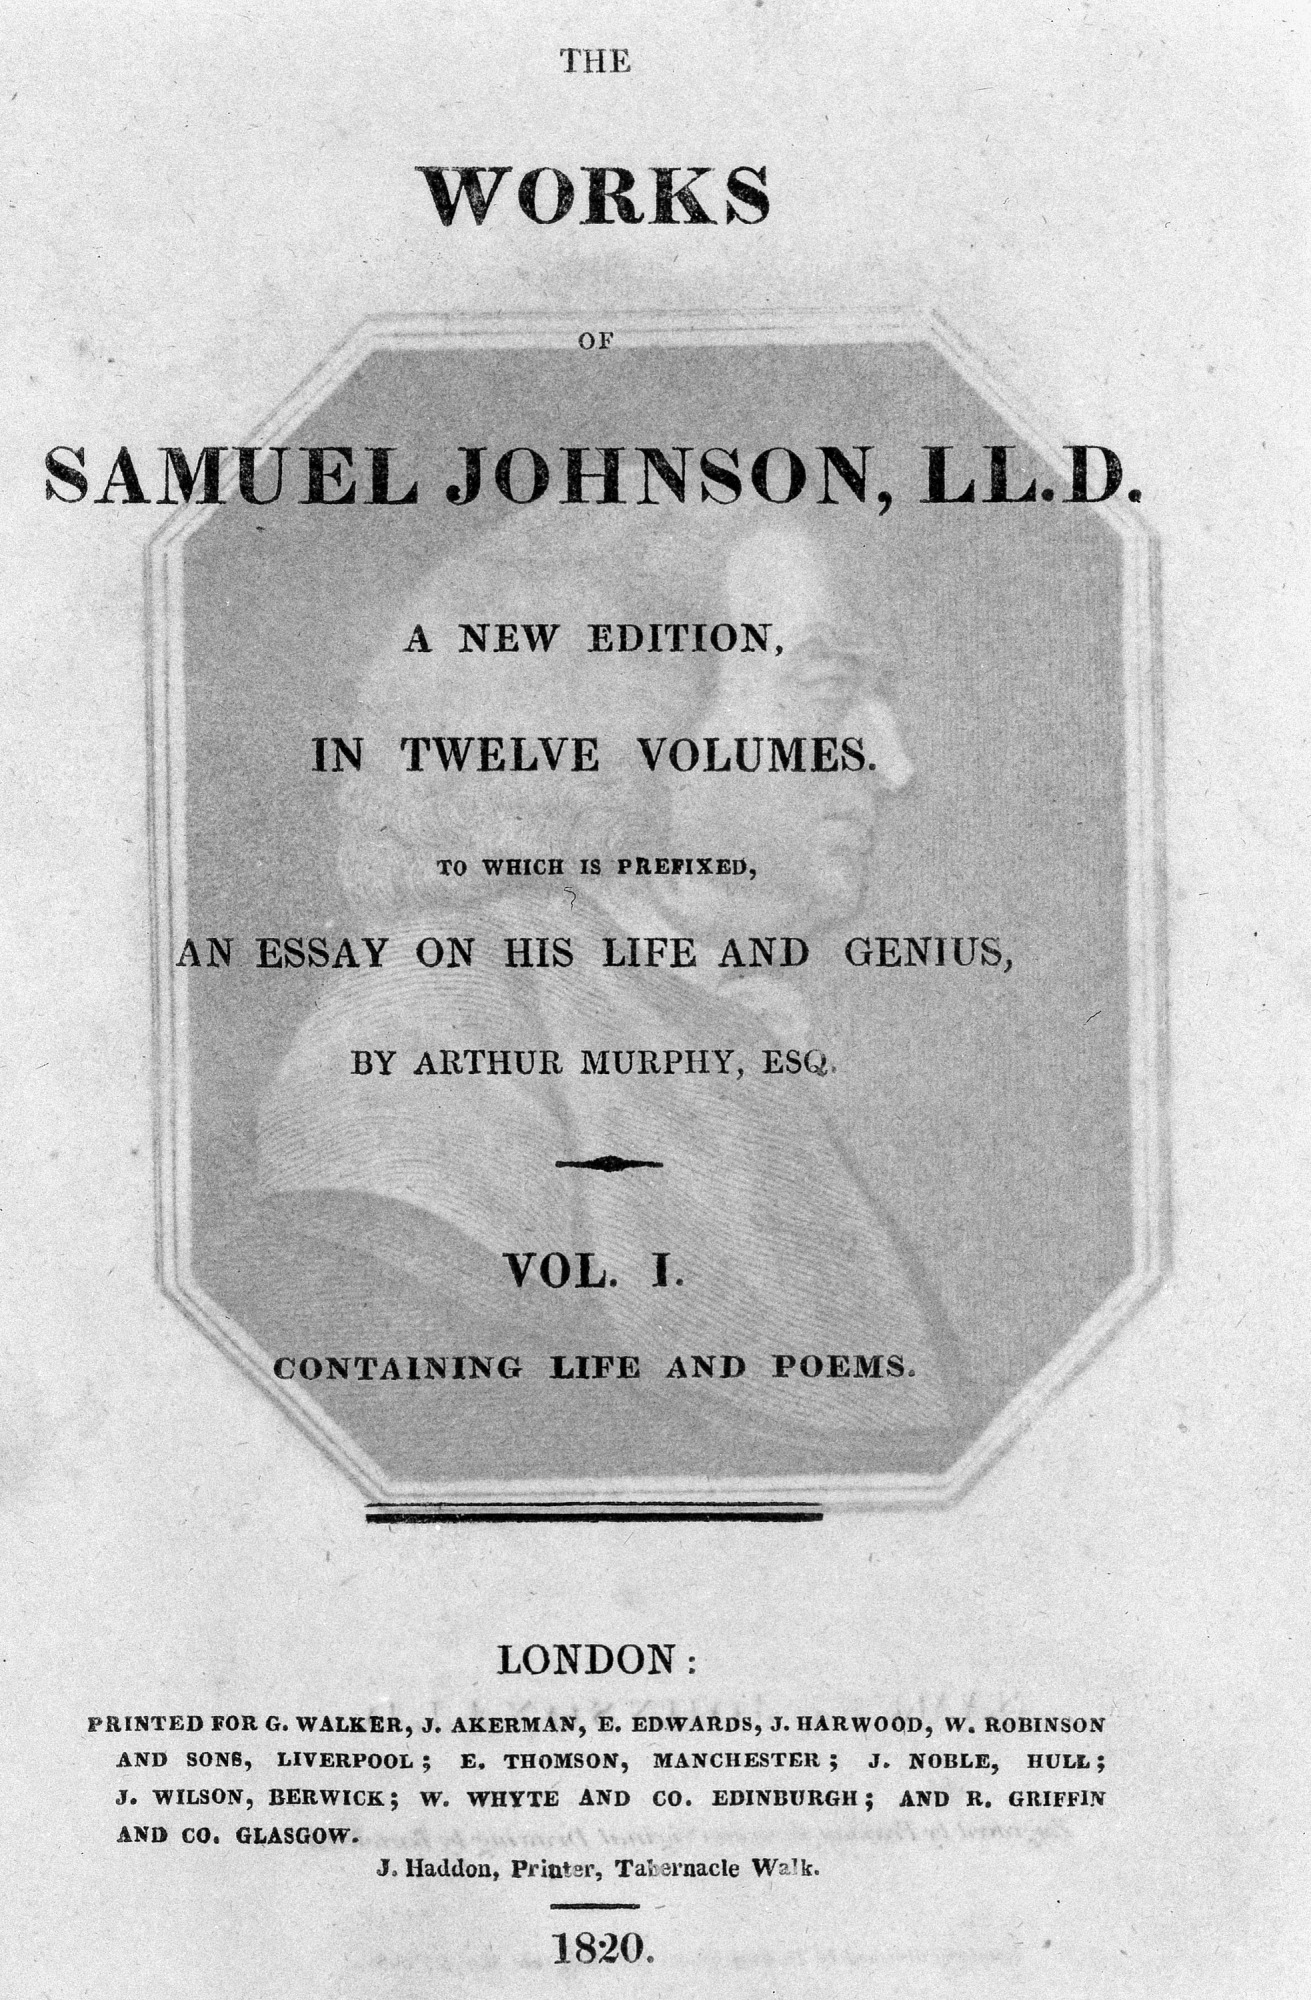 THE
WORKS
OF
SAMUEL JOHNSON, LL.D.
A NEW EDITION,
IN TWELVE VOLUMES.
TO WHICH IS PREFIXED,
AN ESSAY ON HIS LIFE AND GENIUS,
BY ARTHUR MURPHY, ESQ.
VOL. I.
CONTAINING LIFE AND POEMS.
LONDON:
PRINTED FOR G. WALKER, J. AKERMAN, E. EDWARDS, J. HARWOOD, W. ROBINSON
AND SONS, LIVERPOOL; E. THOMSON, MANCHESTER; J. NOBLE, HULL;
J. WILSON, BERWICK; W. WHYTE AND CO. EDINBURGH; AND R. GRIFFIN
AND CO. GLASGOW.
J. Haddon, Printer, Tabernacle Walk.
1820.